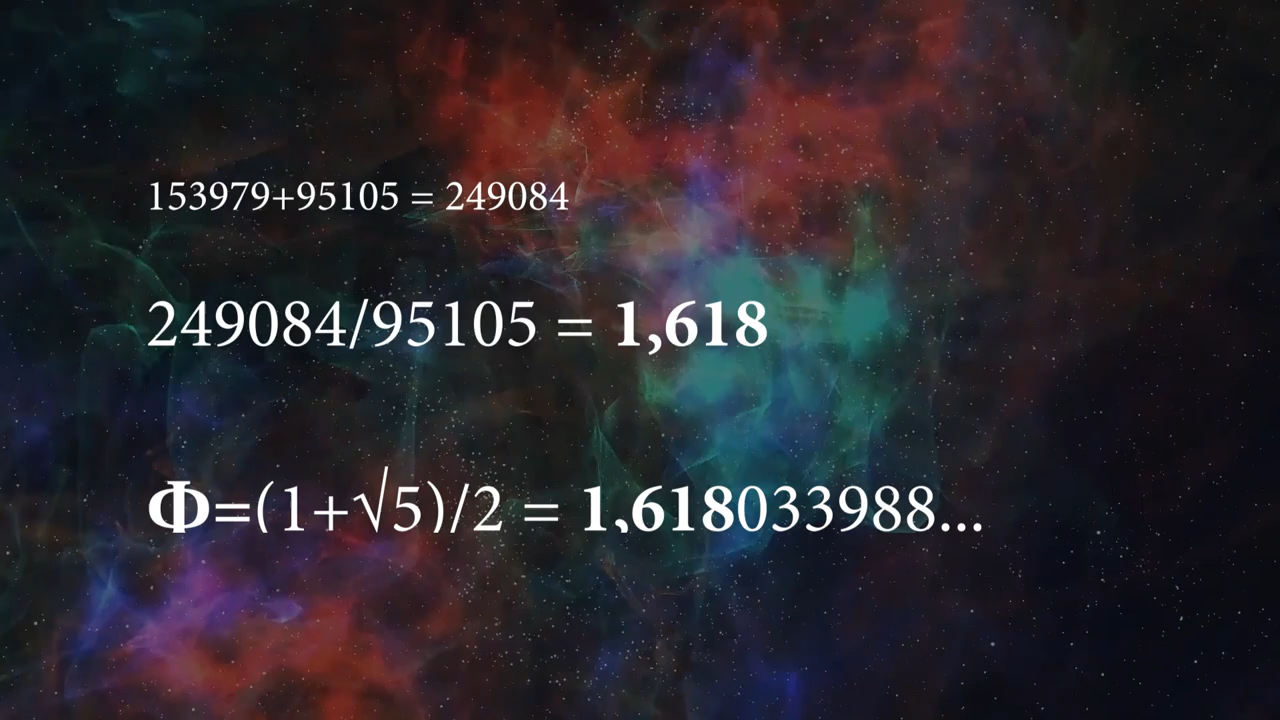 153979+95105 = 249084
249084/95105 = 1,618
Φ=(1+√5)/2 = 1,618033988...